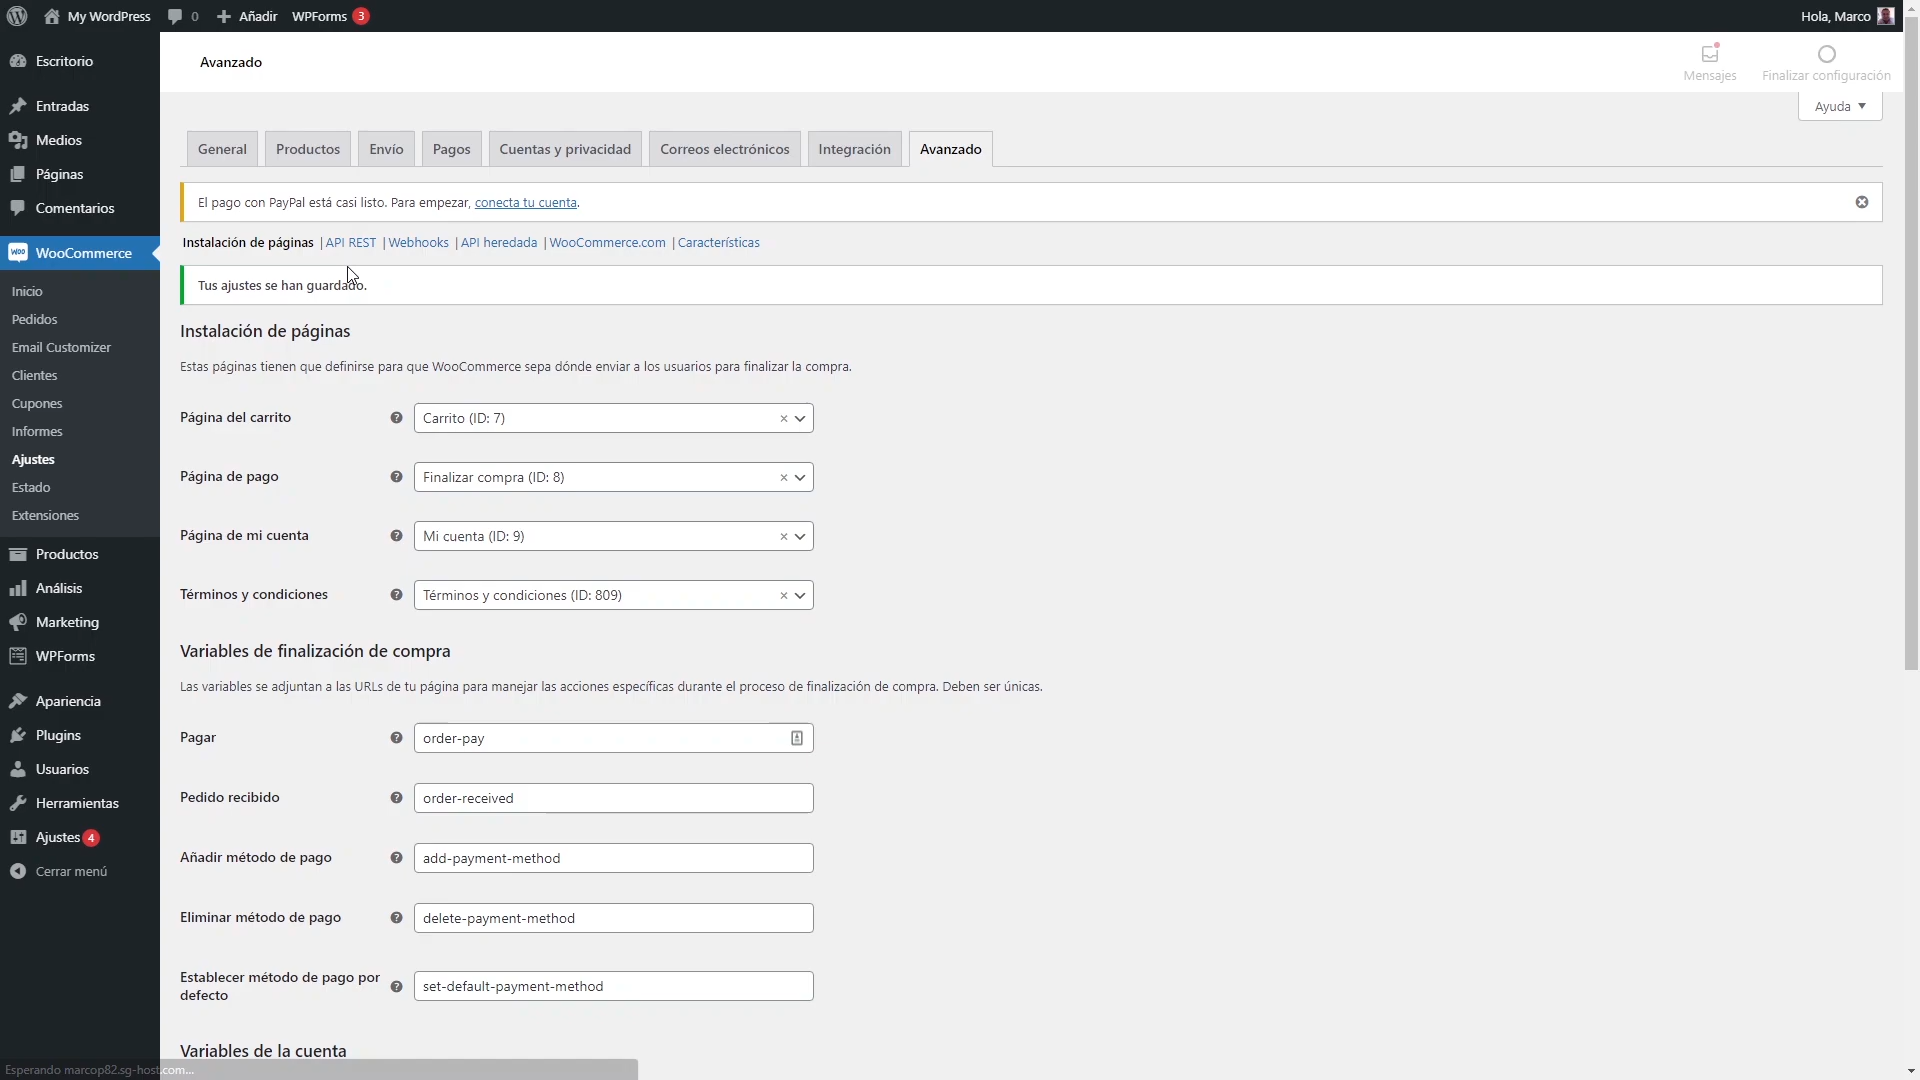 My WordPress 0 Añadir WPForms 3 Hola, Marco
Escritorio
Entradas
Medios
Páginas
Comentarios
WooCommerce
Inicio
Pedidos
Email Customizer
Clientes
Cupones
Informes
Ajustes
Estado
Extensiones
Productos
Análisis
Marketing
WPForms
Apariencia
Plugins
Usuarios
Herramientas
Ajustes 4
Cerrar menú
Avanzado
Mensajes
Finalizar configuración
Ayuda
General Productos Envío Pagos Cuentas y privacidad Correos electrónicos Integración Avanzado
El pago con PayPal está casi listo. Para empezar, conecta tu cuenta.
Instalación de páginas | API REST | Webhooks | API heredada | WooCommerce.com | Características
Tus ajustes se han guardado.
Instalación de páginas
Estas páginas tienen que definirse para que WooCommerce sepa dónde enviar a los usuarios para finalizar la compra.
Página del carrito ? Carrito (ID: 7) ×
Página de pago ? Finalizar compra (ID: 8) ×
Página de mi cuenta ? Mi cuenta (ID: 9) ×
Términos y condiciones ? Términos y condiciones (ID: 809) ×
Variables de finalización de compra
Las variables se adjuntan a las URLs de tu página para manejar las acciones específicas durante el proceso de finalización de compra. Deben ser únicas.
Pagar ? order-pay
Pedido recibido ? order-received
Añadir método de pago ? add-payment-method
Eliminar método de pago ? delete-payment-method
Establecer método de pago por
defecto ? set-default-payment-method
Variables de la cuenta
Esperando marcop82.sg-host.com...